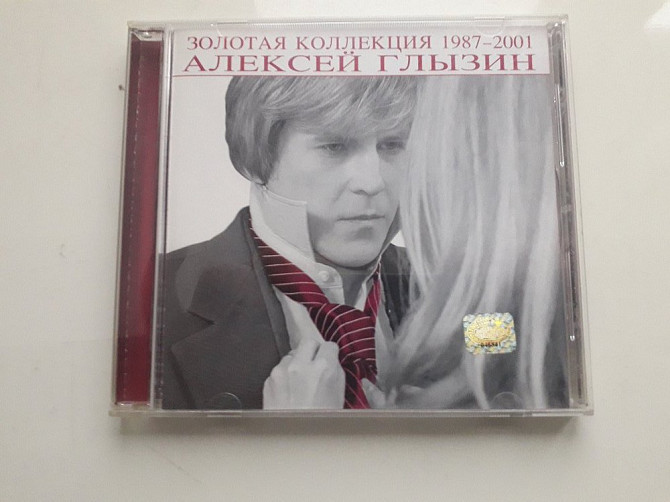 ЗОЛОТАЯ КОЛЛЕКЦИЯ 1987-2001
АЛЕКСЕЙ ГЛЫЗИН